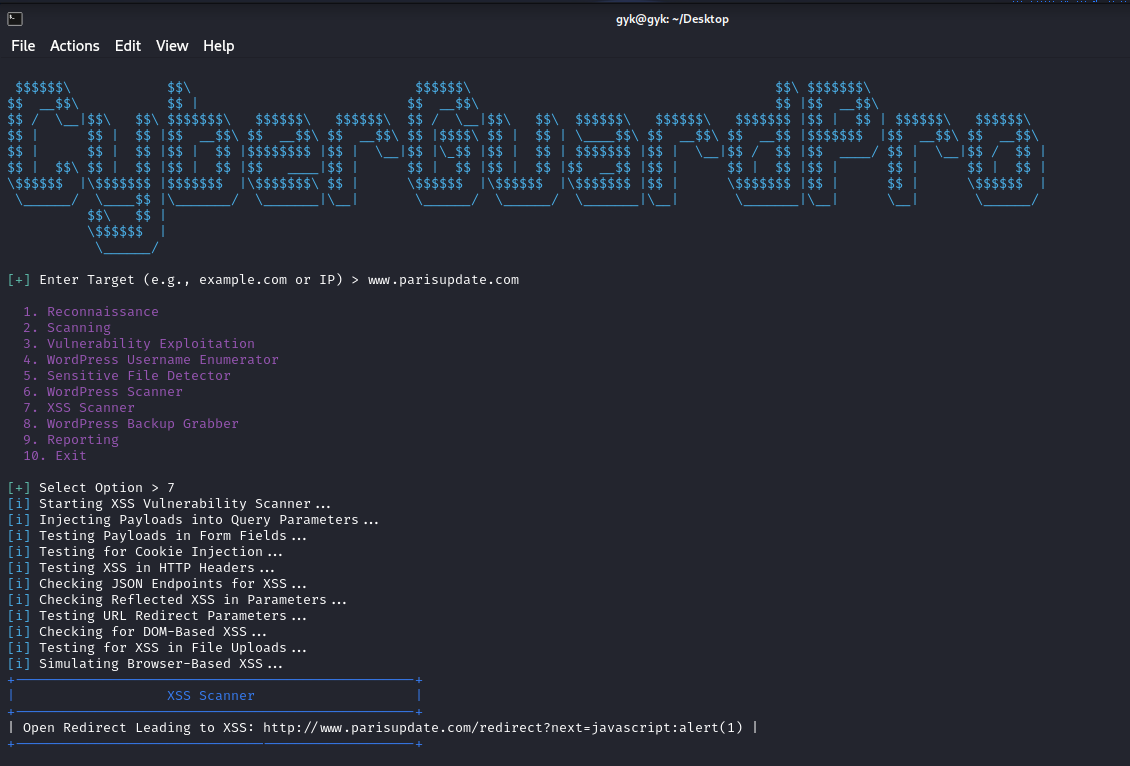 gyk@gyk: ~/Desktop
File Actions Edit View Help
CyberGuardPro
[+] Enter Target (e.g., example.com or IP) > www.parisupdate.com
1. Reconnaissance
2. Scanning
3. Vulnerability Exploitation
4. WordPress Username Enumerator
5. Sensitive File Detector
6. WordPress Scanner
7. XSS Scanner
8. WordPress Backup Grabber
9. Reporting
10. Exit
[+] Select Option > 7
[i] Starting XSS Vulnerability Scanner...
[i] Injecting Payloads into Query Parameters...
[i] Testing Payloads in Form Fields...
[i] Testing for Cookie Injection...
[i] Testing XSS in HTTP Headers...
[i] Checking JSON Endpoints for XSS...
[i] Checking Reflected XSS in Parameters...
[i] Testing URL Redirect Parameters...
[i] Checking for DOM-Based XSS...
[i] Testing for XSS in File Uploads...
[i] Simulating Browser-Based XSS...
XSS Scanner
| Open Redirect Leading to XSS: http://www.parisupdate.com/redirect?next=javascript:alert(1) |